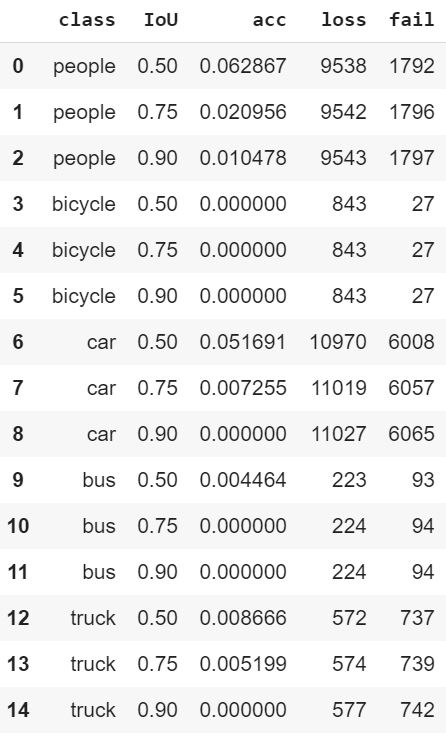 class IoU acc loss fail
0 people 0.50 0.062867 9538 1792
1 people 0.75 0.020956 9542 1796
2 people 0.90 0.010478 9543 1797
3 bicycle 0.50 0.000000 843 27
4 bicycle 0.75 0.000000 843 27
5 bicycle 0.90 0.000000 843 27
6 car 0.50 0.051691 10970 6008
7 car 0.75 0.007255 11019 6057
8 car 0.90 0.000000 11027 6065
9 bus 0.50 0.004464 223 93
10 bus 0.75 0.000000 224 94
11 bus 0.90 0.000000 224 94
12 truck 0.50 0.008666 572 737
13 truck 0.75 0.005199 574 739
14 truck 0.90 0.000000 577 742